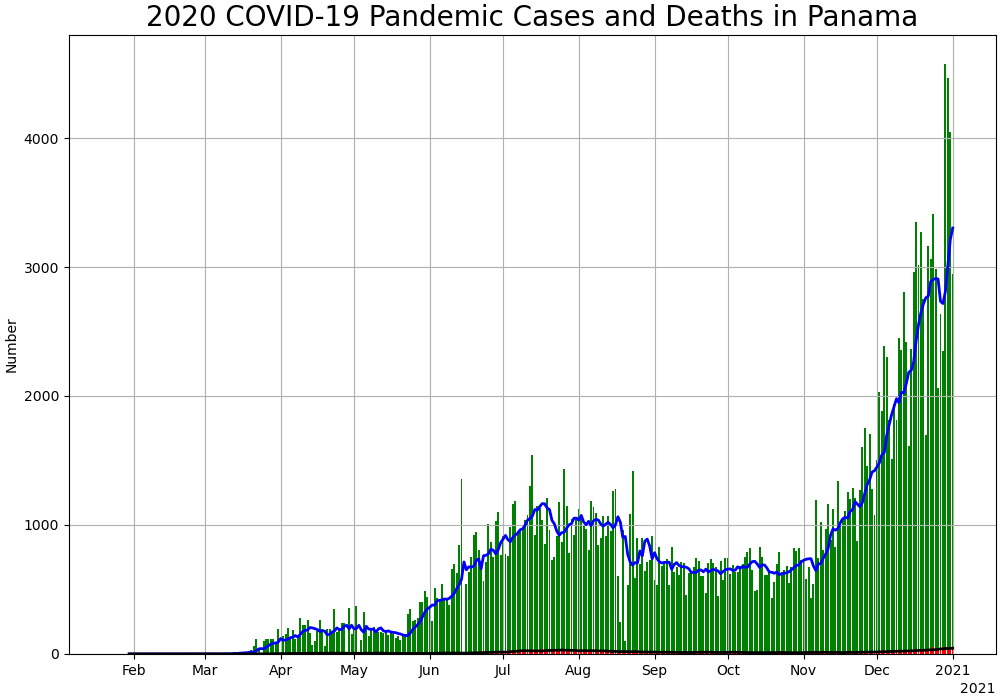 2020 COVID-19 Pandemic Cases and Deaths in Panama
Number
4000
3000
2000
1000
0
Feb Mar Apr May Jun Jul Aug Sep Oct Nov Dec 2021
2021